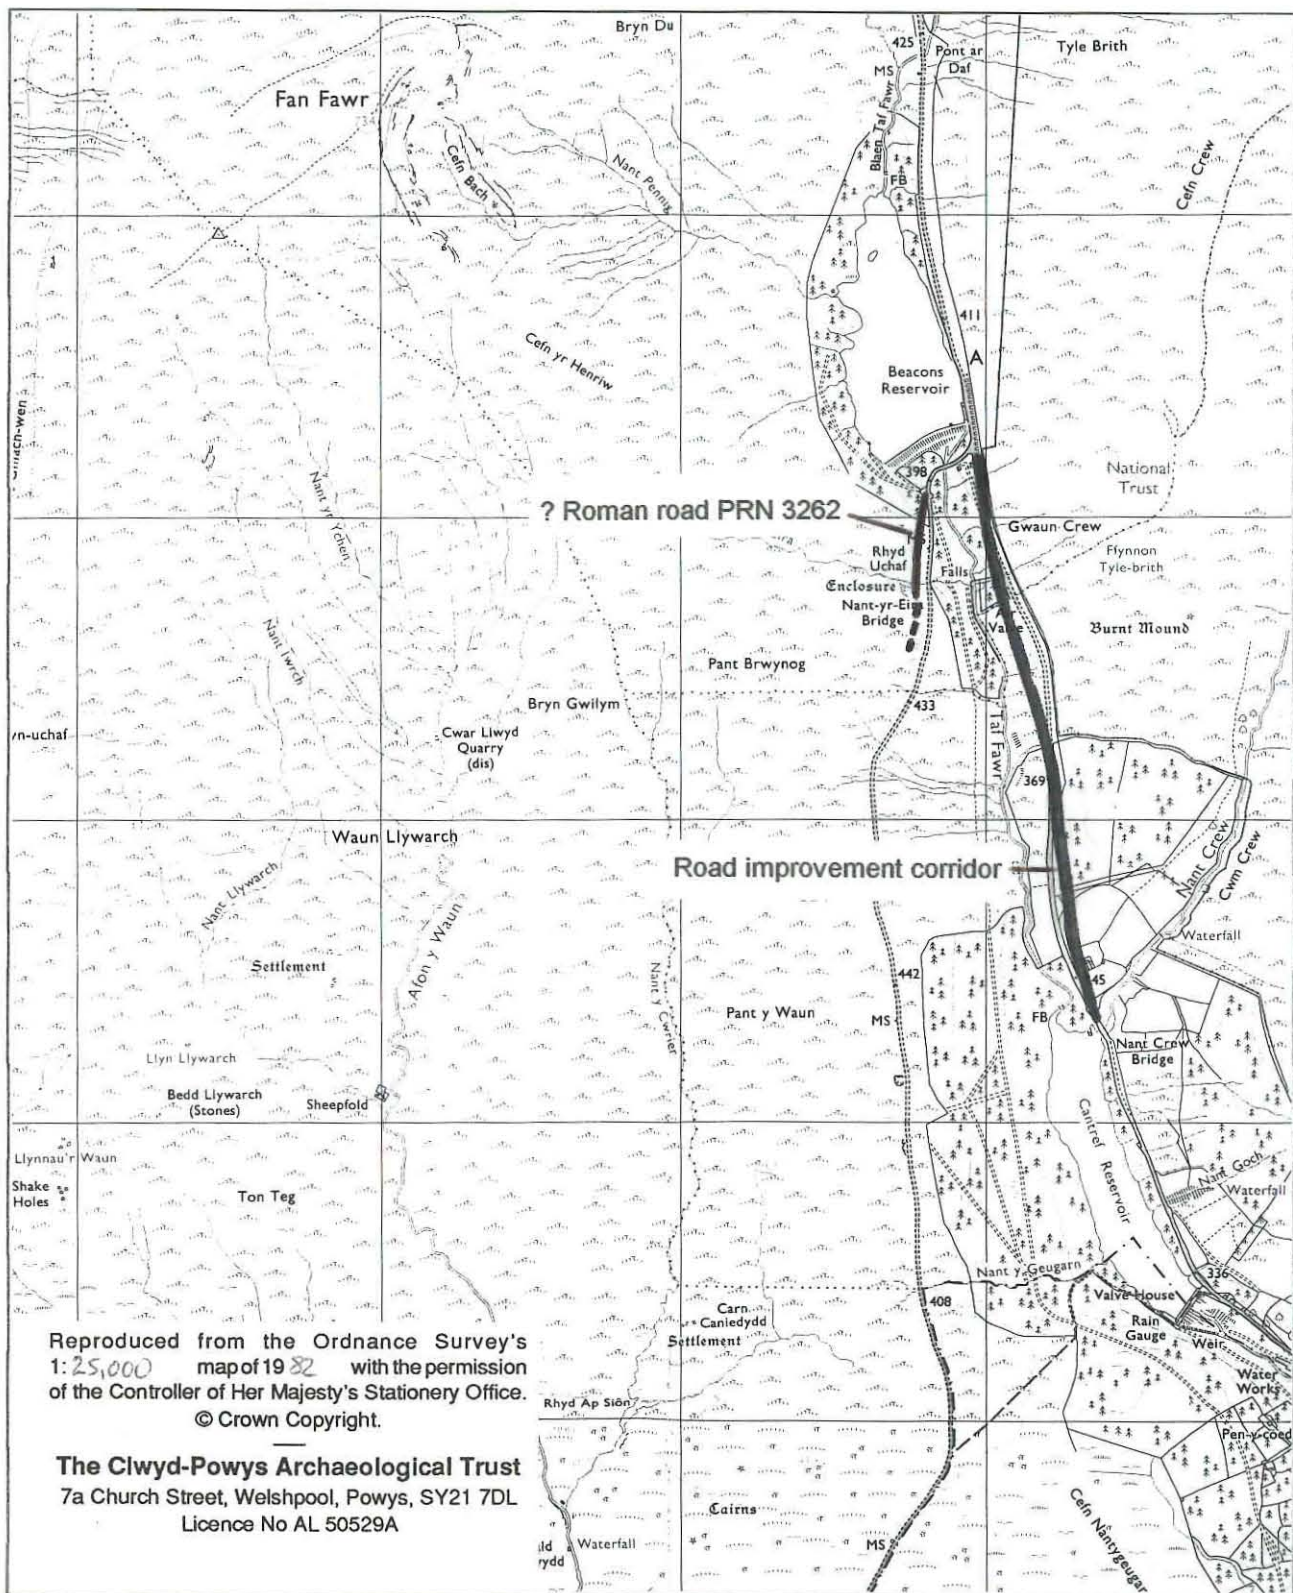 Bryn Du
425
Pont ar
Daf
Tyle Brith
MS
Fan Fawr
734
Cefn Bach
Nant Pennig
Blaen Taf Fawr
FB
Cefn Crew
411
A
Cefn yr Henriw
Beacons
Reservoir
398
National
Trust
Nant yr Ychen
? Roman road PRN 3262
Gwaun Crew
Rhyd
Uchaf
Falls
Ffynnon
Tyle-brith
Enclosure
Nant-yr-Eira
Bridge
Air
Valve
Burnt Mound
Nant Iwrch
Pant Brwynog
Bryn Gwilym
433
Taf Fawr
yn-uchaf
Cwar Llwyd
Quarry
(dis)
369
Waun Llywarch
Road improvement corridor
Nant Crew
Cwm Crew
Nant Llywarch
Afon y Waun
Waterfall
Settlement
Nant y Cwrier
442
345
Pant y Waun
MS
FB
Nant Crew
Bridge
Llyn Llywarch
Bedd Llywarch
(Stones)
Sheepfold
Cantref Reservoir
Llynnau'r Waun
Shake
Holes
Ton Teg
Nant Goch
Waterfall
Nant y Geugarn
336
Valve House
408
Carn
Caniedydd
Settlement
Rain
Gauge
Weir
Reproduced from the Ordnance Survey's
1: 25,000 map of 19 82 with the permission
of the Controller of Her Majesty's Stationery Office.
© Crown Copyright.
Water
Works
Rhyd Ap Siôn
Pen-y-coed
The Clwyd-Powys Archaeological Trust
7a Church Street, Welshpool, Powys, SY21 7DL
Licence No AL 50529A
Cairns
Cefn Nantygeugarn
Waterfall
MS